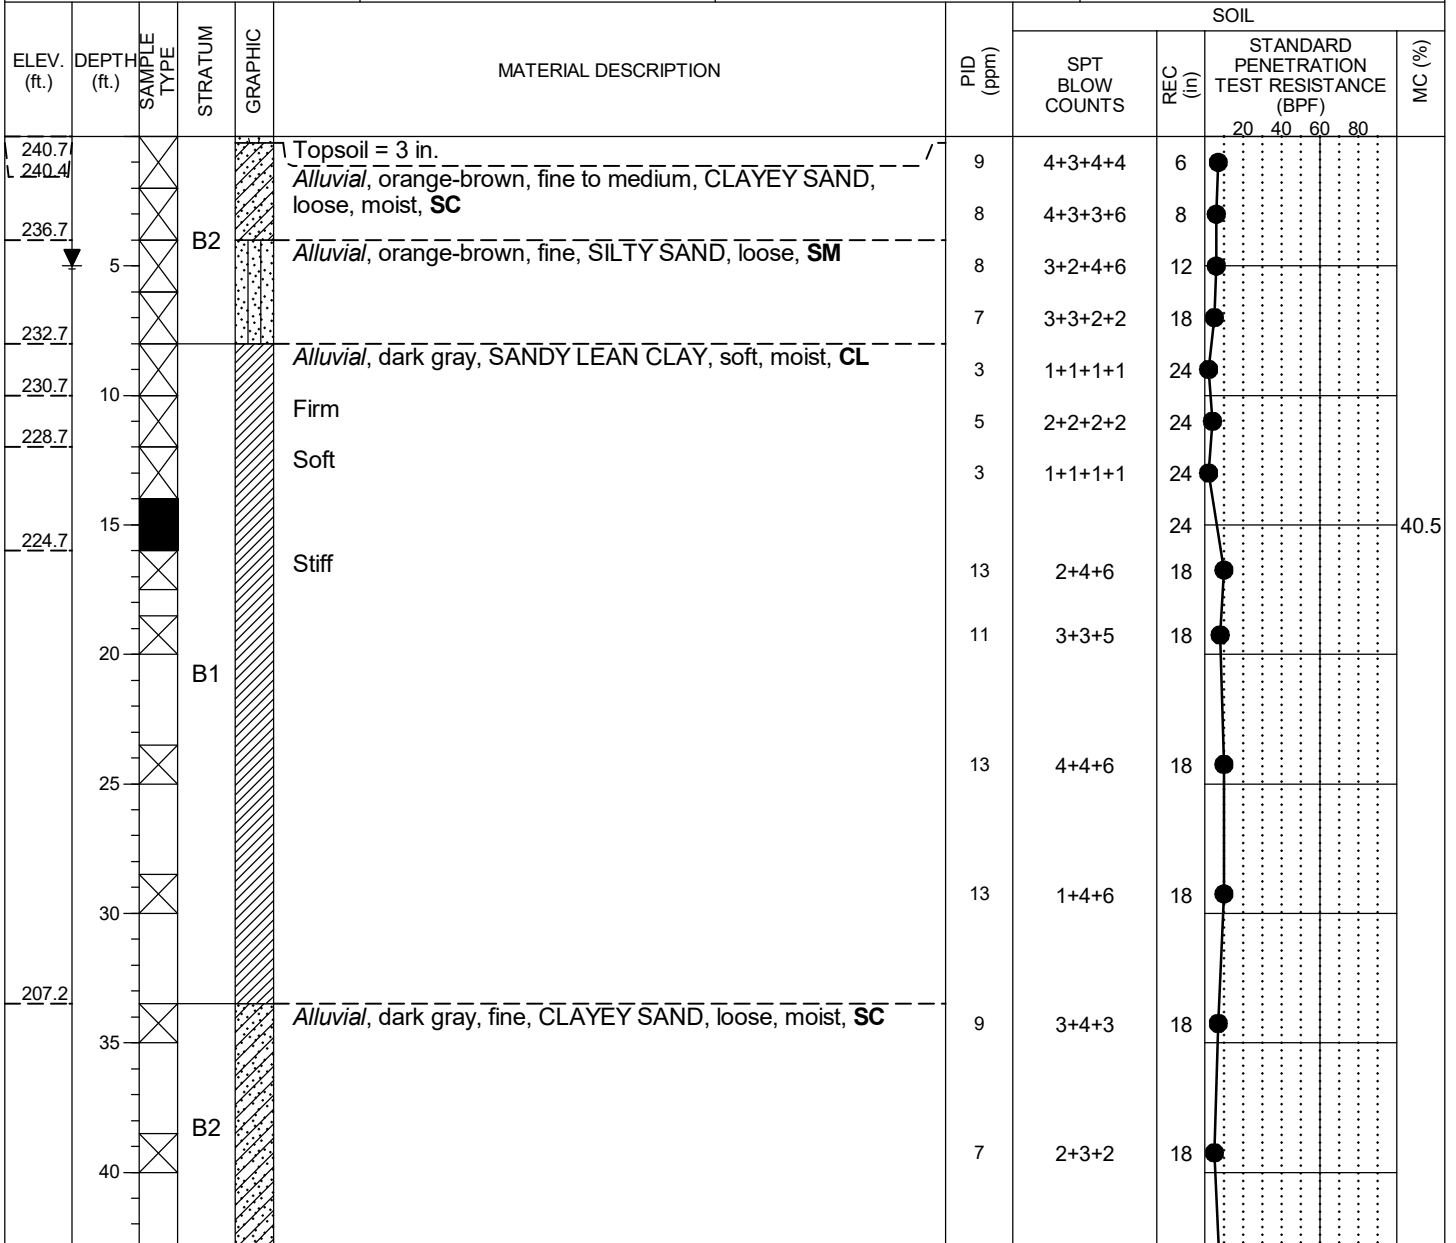 SOIL
ELEV. (ft.) DEPTH (ft.) SAMPLE TYPE STRATUM GRAPHIC MATERIAL DESCRIPTION PID (ppm) SPT BLOW COUNTS REC (in) STANDARD PENETRATION TEST RESISTANCE (BPF) MC (%)
20 40 60 80
240.7 Topsoil = 3 in. 9 4+3+4+4 6
240.4 Alluvial, orange-brown, fine to medium, CLAYEY SAND,
loose, moist, SC 8 4+3+3+6 8
236.7 B2
Alluvial, orange-brown, fine, SILTY SAND, loose, SM
5 8 3+2+4+6 12
7 3+3+2+2 18
232.7
Alluvial, dark gray, SANDY LEAN CLAY, soft, moist, CL
3 1+1+1+1 24
230.7 10
Firm 5 2+2+2+2 24
228.7
Soft 3 1+1+1+1 24
15 24 40.5
224.7
Stiff 13 2+4+6 18
11 3+3+5 18
20
B1
13 4+4+6 18
25
13 1+4+6 18
30
207.2
Alluvial, dark gray, fine, CLAYEY SAND, loose, moist, SC 9 3+4+3 18
35
B2
7 2+3+2 18
40